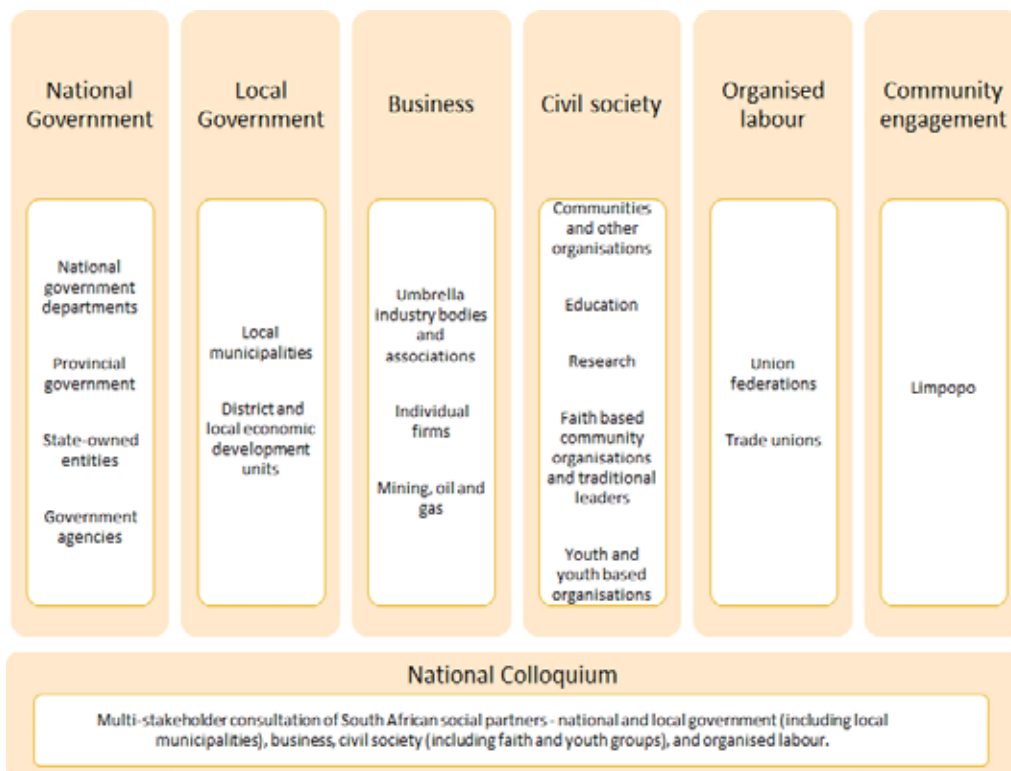 National
Government
National
government
departments
Provincial
government
State-owned
entities
Government
agencies
Local
Government
Local
municipalities
District and
local economic
development
units
Business
Umbrella
industry bodies
and
associations
Individual
firms
Mining, oil and
gas
Civil society
Communities
and other
organisations
Education
Research
Faith based
community
organisations
and traditional
leaders
Youth and
youth based
organisations
Organised
labour
Union
federations
Trade unions
Community
engagement
Limpopo
National Colloquium
Multi-stakeholder consultation of South African social partners - national and local government (including local
municipalities), business, civil society (including faith and youth groups), and organised labour.